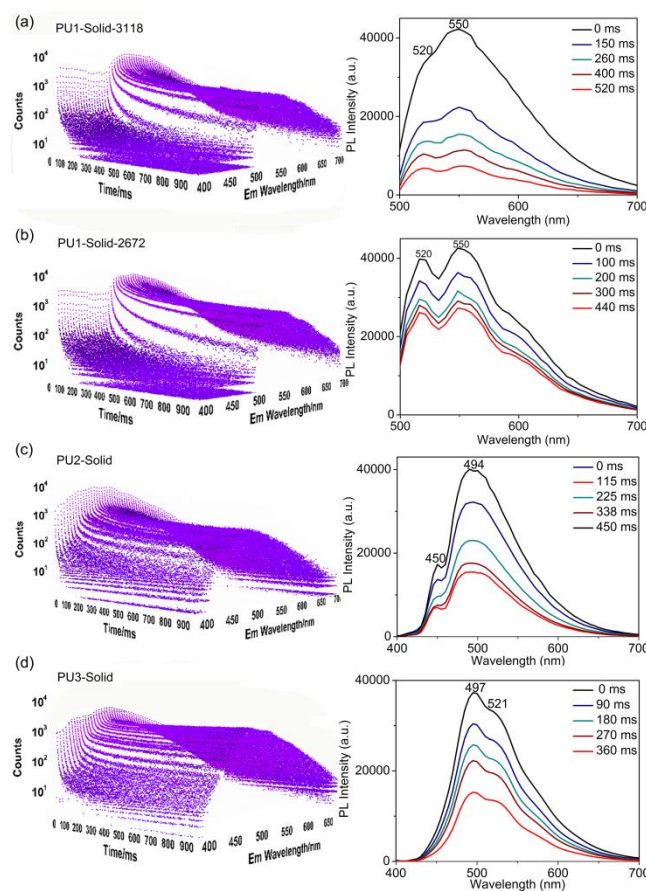 (a)
PU1-Solid-3118
10⁴
10³
10²
10¹
Counts
0 100 200 300 400 500 600 700 800 900
Time/ms
400 450 500 550 600 650 700
Em Wavelength/nm
40000
20000
0
PL Intensity (a.u.)
520
550
0 ms
150 ms
260 ms
400 ms
520 ms
500 600 700
Wavelength (nm)
(b)
PU1-Solid-2672
10⁴
10³
10²
10¹
Counts
0 100 200 300 400 500 600 700 800 900
Time/ms
400 450 500 550 600 650 700
Em Wavelength/nm
40000
20000
0
PL Intensity (a.u.)
520
550
0 ms
100 ms
200 ms
300 ms
440 ms
500 600 700
Wavelength (nm)
(c)
PU2-Solid
10⁴
10³
10²
10¹
Counts
0 100 200 300 400 500 600 700 800 900
Time/ms
400 450 500 550 600 650 700
Em Wavelength/nm
40000
20000
0
PL Intensity (a.u.)
450
494
0 ms
115 ms
225 ms
338 ms
450 ms
400 500 600 700
Wavelength (nm)
(d)
PU3-Solid
10⁴
10³
10²
10¹
Counts
0 100 200 300 400 500 600 700 800 900
Time/ms
400 450 500 550 600 650 700
Em Wavelength/nm
40000
20000
0
PL Intensity (a.u.)
497
521
0 ms
90 ms
180 ms
270 ms
360 ms
400 500 600 700
Wavelength (nm)